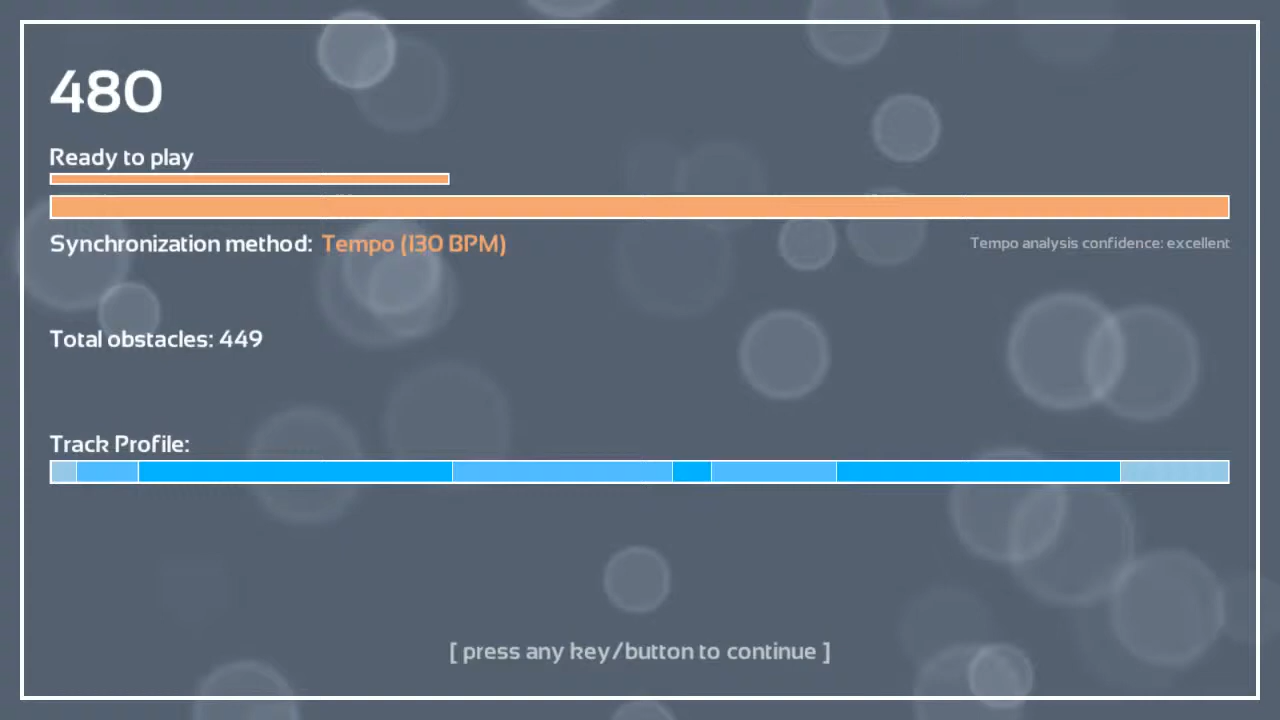 480
Ready to play
Synchronization method: Tempo (130 BPM)
Tempo analysis confidence: excellent
Total obstacles: 449
Track Profile:
[ press any key/button to continue ]